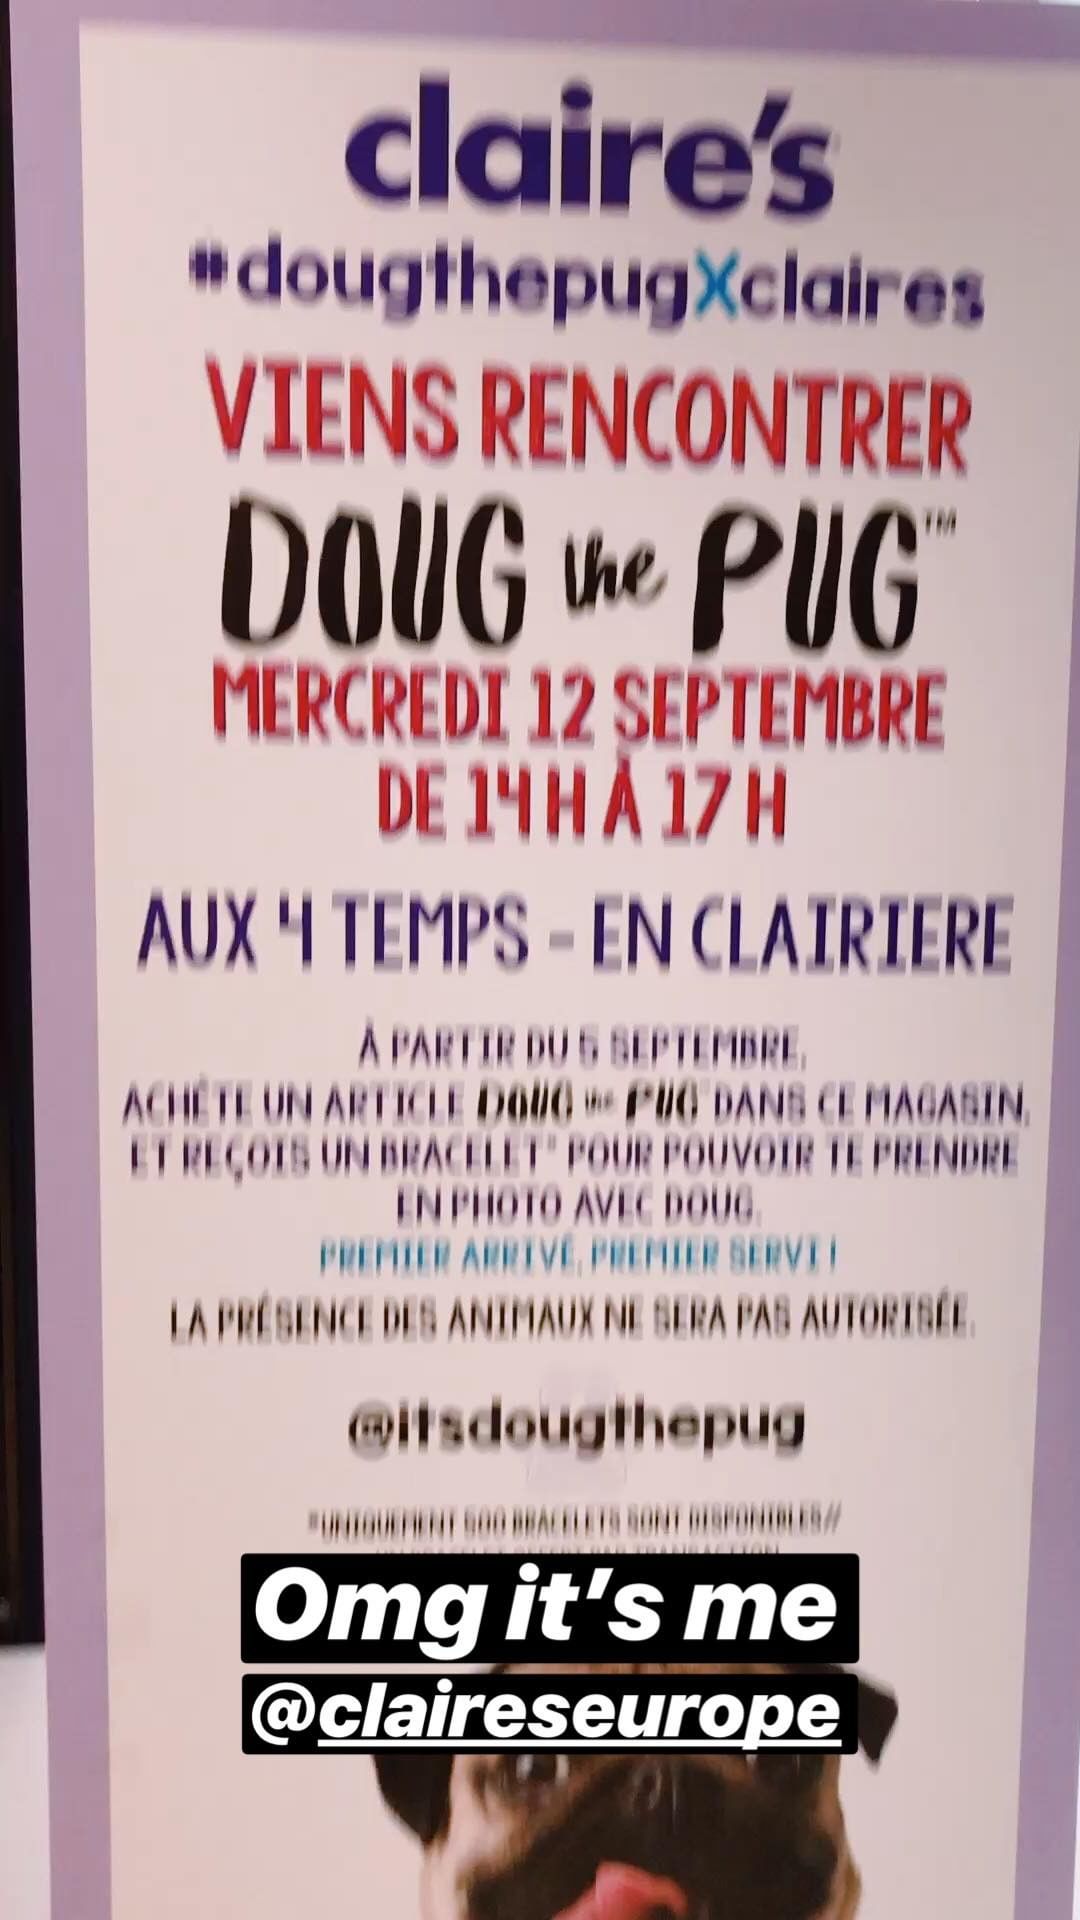 claire's
#dougthepugXclaires
VIENS RENCONTRER
DOUG the PUG™
MERCREDI 12 SEPTEMBRE
DE 14H À 17H
AUX 4 TEMPS - EN CLAIRIERE
À PARTIR DU 5 SEPTEMBRE,
ACHÈTE UN ARTICLE DOUG the PUG DANS CE MAGASIN,
ET REÇOIS UN BRACELET* POUR POUVOIR TE PRENDRE
EN PHOTO AVEC DOUG.
PREMIER ARRIVÉ, PREMIER SERVI !
LA PRÉSENCE DES ANIMAUX NE SERA PAS AUTORISÉE.
@itsdougthepug
*UNIQUEMENT 500 BRACELETS SONT DISPONIBLES//
Omg it's me
@claireseurope